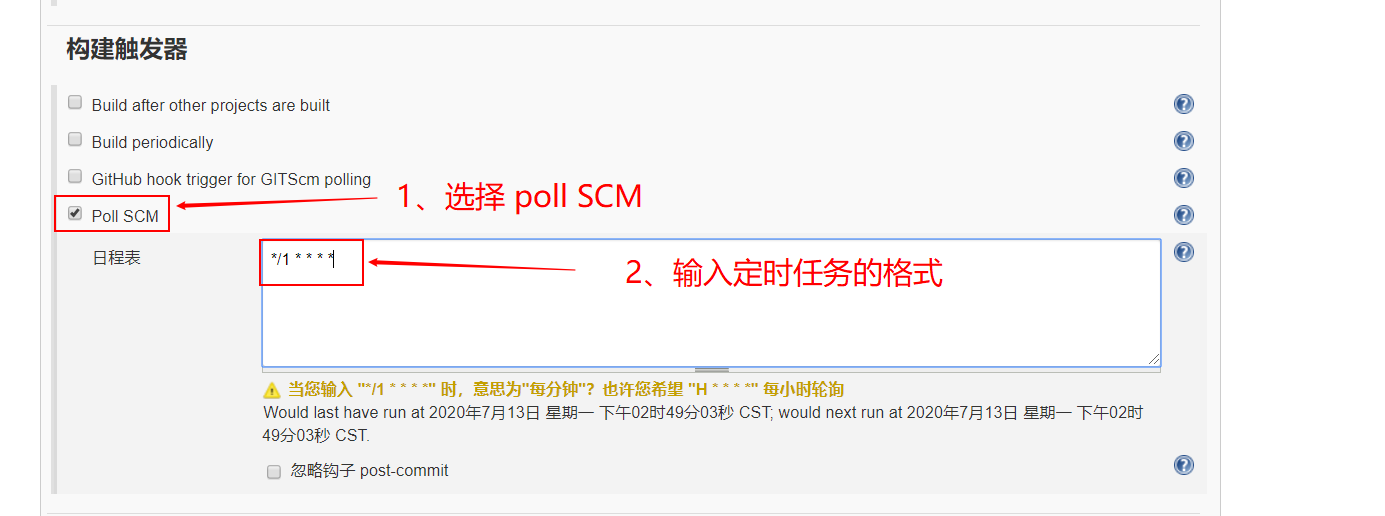 构建触发器
Build after other projects are built
Build periodically
GitHub hook trigger for GITScm polling
1、选择 poll SCM
Poll SCM
日程表
*/1 * * * *
2、输入定时任务的格式
当您输入 "*/1 * * * *" 时，意思为"每分钟"？也许您希望 "H * * * *" 每小时轮询
Would last have run at 2020年7月13日 星期一 下午02时49分03秒 CST; would next run at 2020年7月13日 星期一 下午02时
49分03秒 CST.
忽略钩子 post-commit